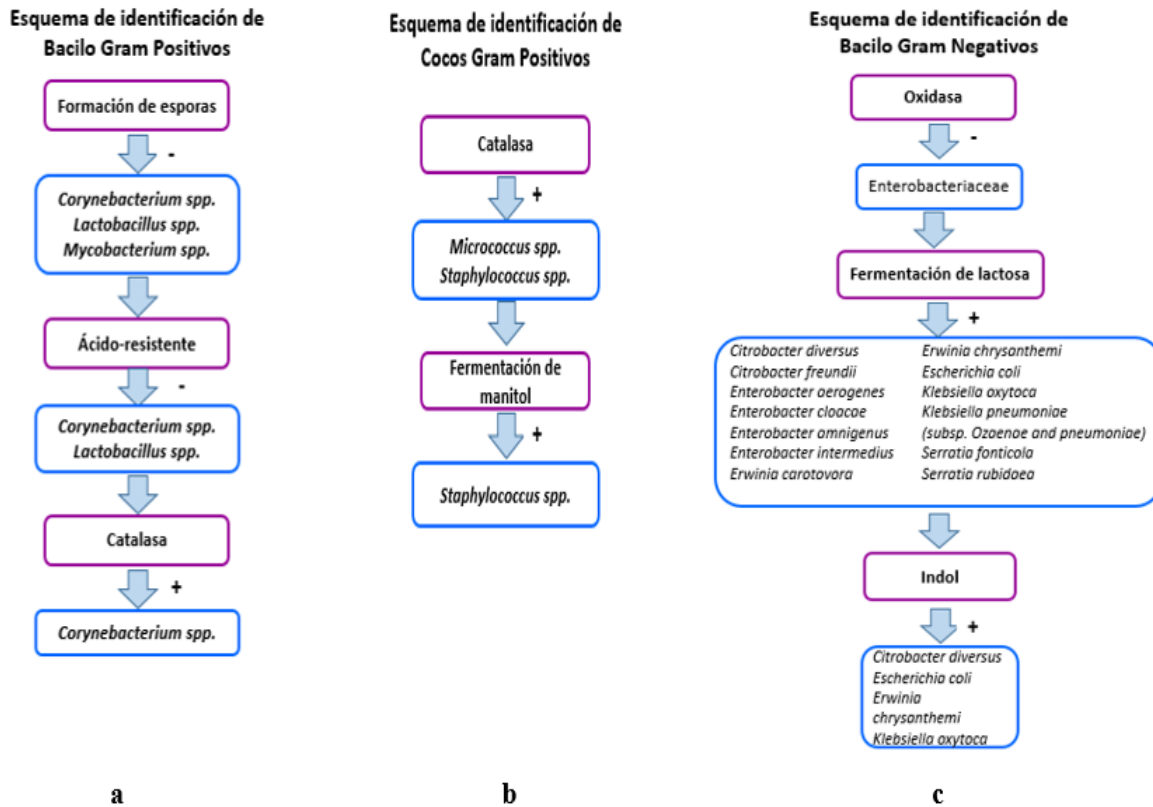 Esquema de identificación de
Bacilo Gram Positivos
Formación de esporas
-
Corynebacterium spp.
Lactobacillus spp.
Mycobacterium spp.
Ácido-resistente
-
Corynebacterium spp.
Lactobacillus spp.
Catalasa
+
Corynebacterium spp.
a
Esquema de identificación de
Cocos Gram Positivos
Catalasa
+
Micrococcus spp.
Staphylococcus spp.
Fermentación de
manitol
+
Staphylococcus spp.
b
Esquema de identificación de
Bacilo Gram Negativos
Oxidasa
-
Enterobacteriaceae
Fermentación de lactosa
+
Citrobacter diversus
Citrobacter freundii
Enterobacter aerogenes
Enterobacter cloacae
Enterobacter amnigenus
Enterobacter intermedius
Erwinia carotovora
Erwinia chrysanthemi
Escherichia coli
Klebsiella oxytoca
Klebsiella pneumoniae
(subsp. Ozaenae and pneumoniae)
Serratia fonticola
Serratia rubidaea
Indol
+
Citrobacter diversus
Escherichia coli
Erwinia
chrysanthemi
Klebsiella oxytoca
c